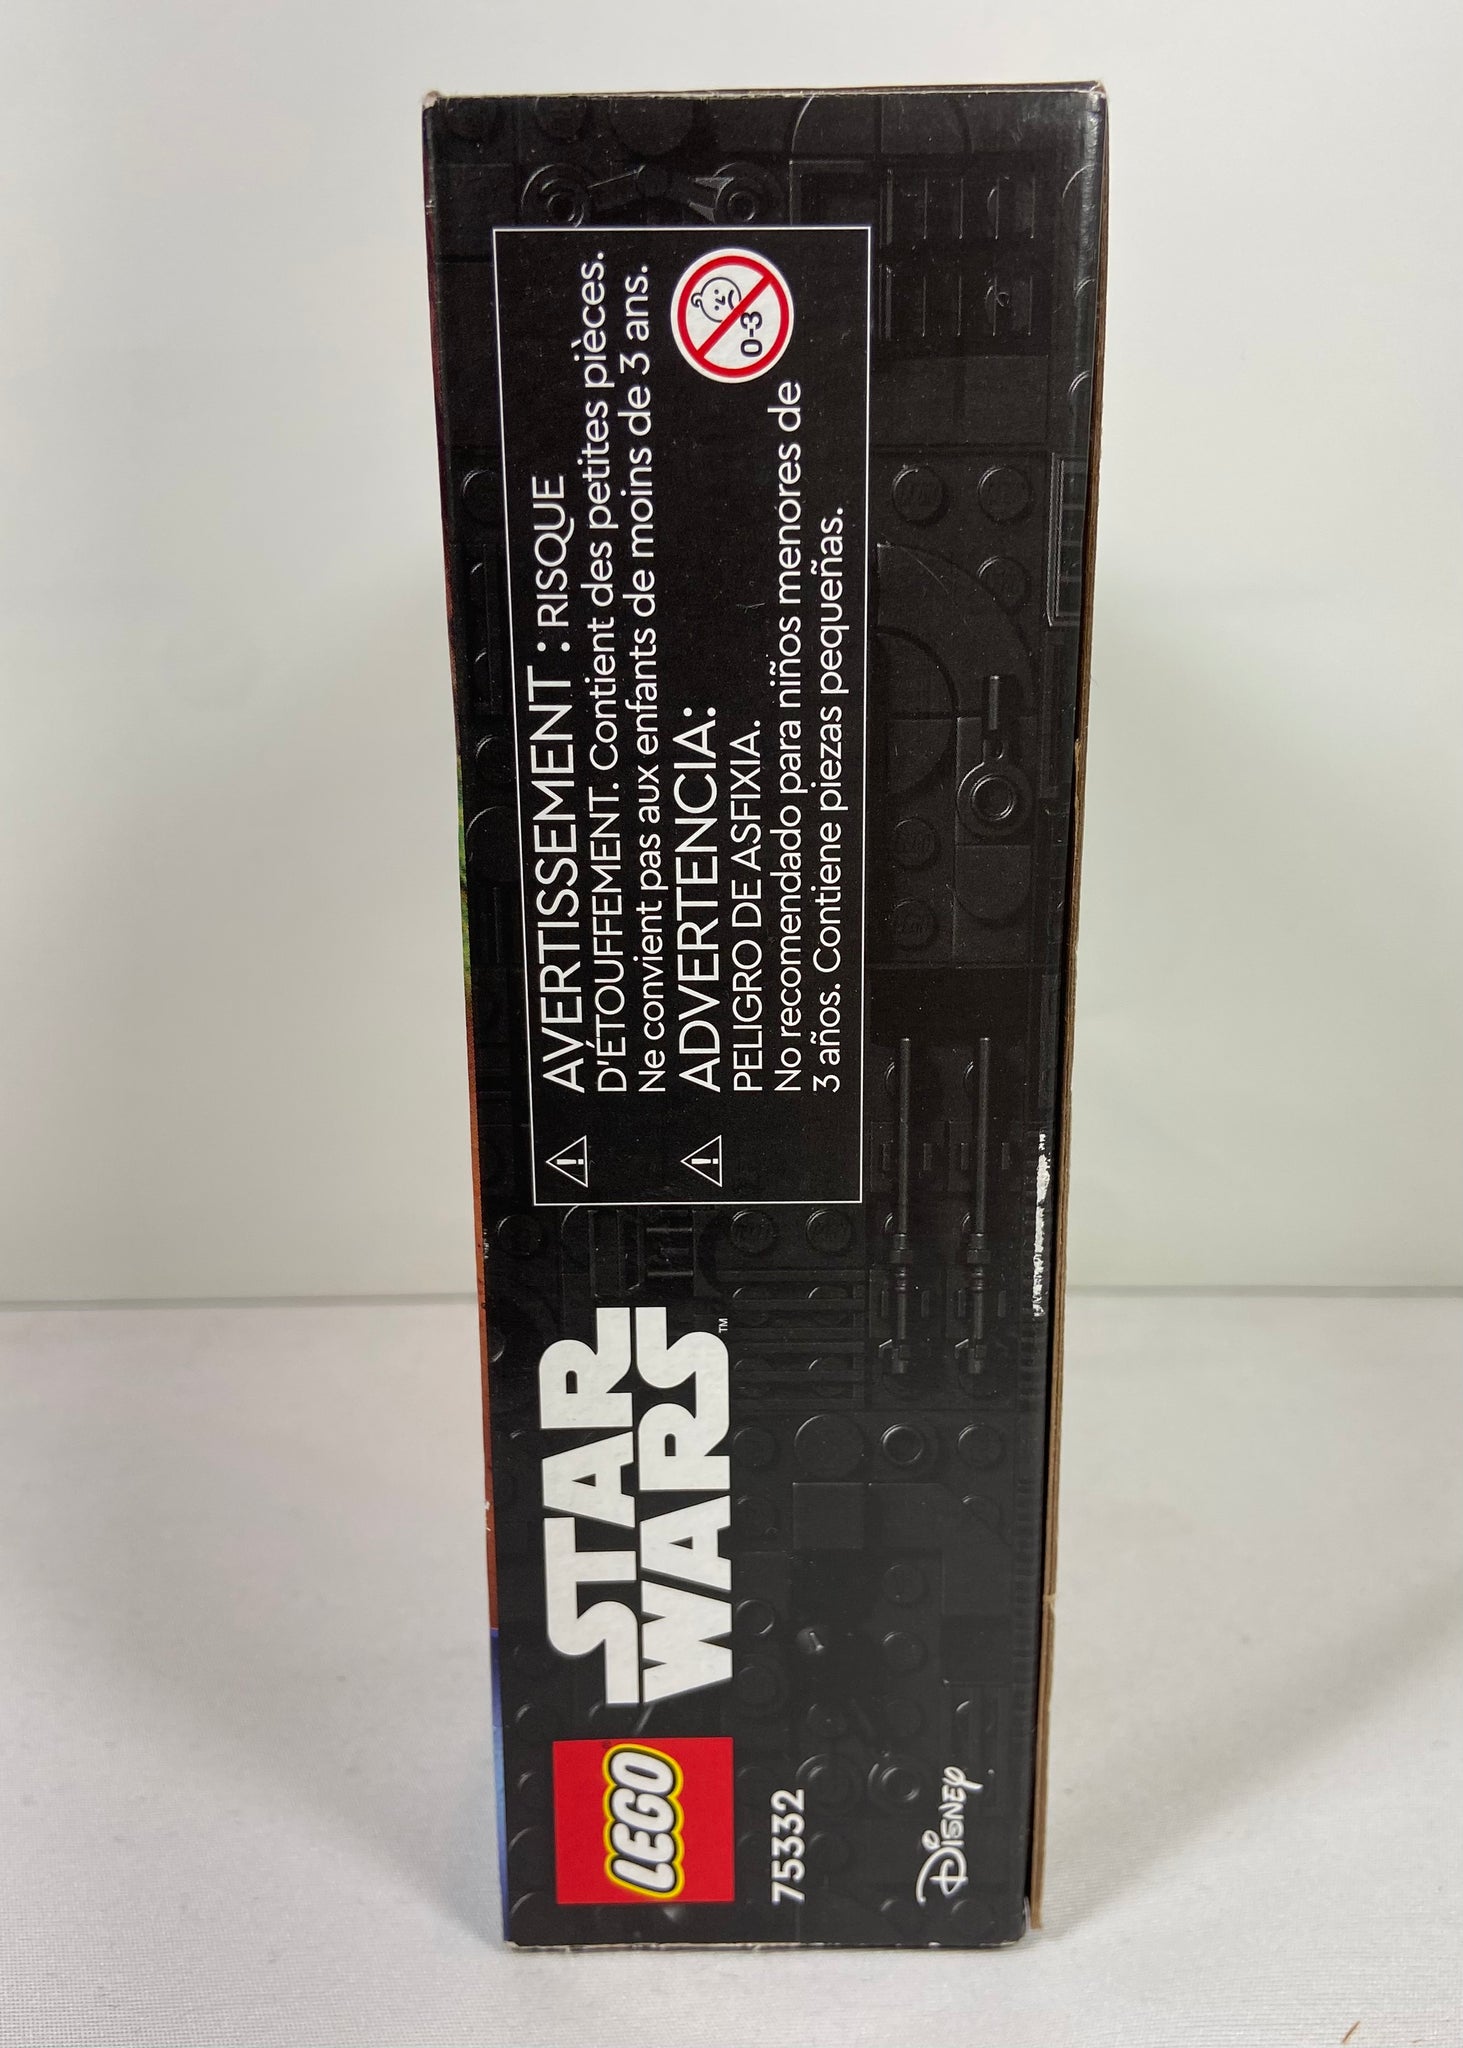 AVERTISSEMENT : RISQUE
D'ÉTOUFFEMENT. Contient des petites pièces.
Ne convient pas aux enfants de moins de 3 ans.
ADVERTENCIA:
PELIGRO DE ASFIXIA.
No recomendado para niños menores de
3 años. Contiene piezas pequeñas.
0-3
STAR
WARS™
LEGO®
75332
Disney